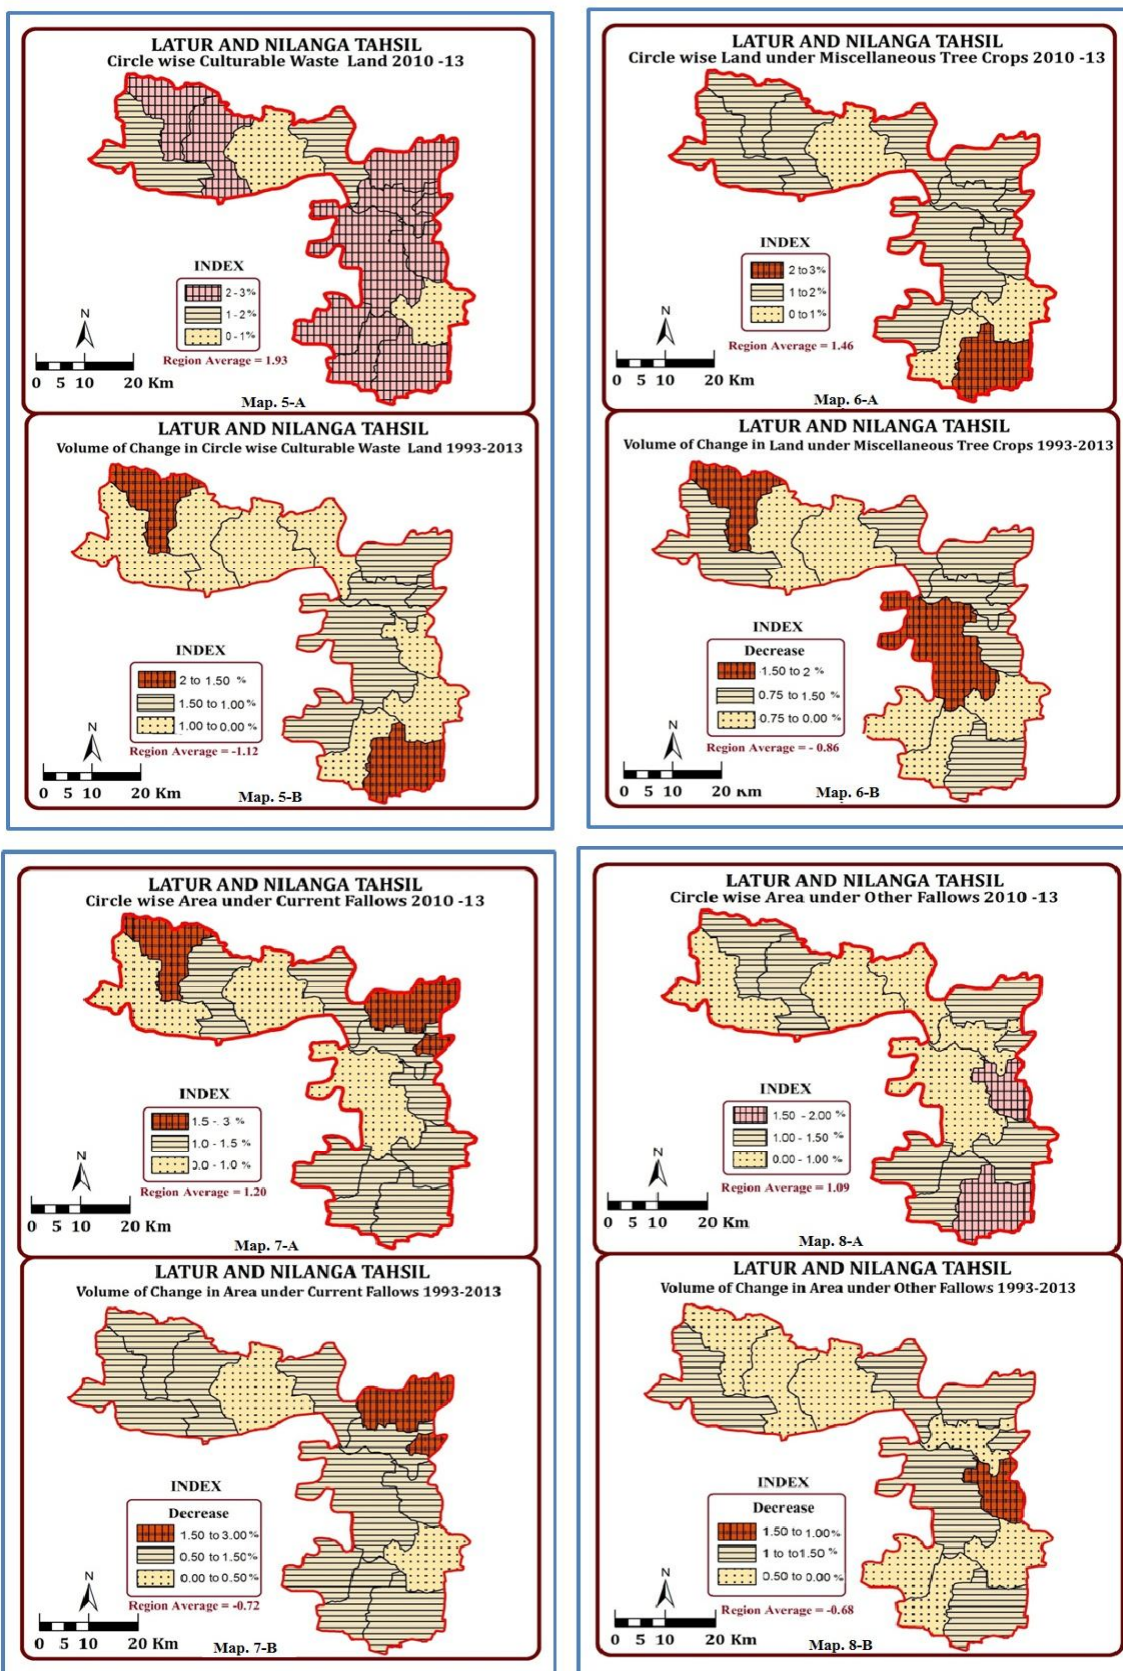 LATUR AND NILANGA TAHSIL
Circle wise Culturable Waste Land 2010 -13
INDEX
2 - 3%
1 - 2%
0 - 1%
Region Average = 1.93
N
0 5 10 20 Km
Map. 5-A
LATUR AND NILANGA TAHSIL
Volume of Change in Circle wise Culturable Waste Land 1993-2013
INDEX
2 to 1.50 %
1.50 to 1.00%
1.00 to 0.00%
Region Average = -1.12
N
0 5 10 20 Km
Map. 5-B
LATUR AND NILANGA TAHSIL
Circle wise Land under Miscellaneous Tree Crops 2010 -13
INDEX
2 to 3%
1 to 2%
0 to 1%
Region Average = 1.46
N
0 5 10 20 Km
Map. 6-A
LATUR AND NILANGA TAHSIL
Volume of Change in Land under Miscellaneous Tree Crops 1993-2013
INDEX
Decrease
1.50 to 2 %
0.75 to 1.50 %
0.75 to 0.00 %
Region Average = - 0.86
N
0 5 10 20 Km
Map. 6-B
LATUR AND NILANGA TAHSIL
Circle wise Area under Current Fallows 2010 -13
INDEX
1.5 - 3 %
1.0 - 1.5 %
0.0 - 1.0 %
Region Average = 1.20
N
0 5 10 20 Km
Map. 7-A
LATUR AND NILANGA TAHSIL
Volume of Change in Area under Current Fallows 1993-2013
INDEX
Decrease
1.50 to 3.00%
0.50 to 1.50%
0.00 to 0.50%
Region Average = -0.72
N
0 5 10 20 Km
Map. 7-B
LATUR AND NILANGA TAHSIL
Circle wise Area under Other Fallows 2010 -13
INDEX
1.50 - 2.00 %
1.00 - 1.50 %
0.00 - 1.00 %
Region Average = 1.09
N
0 5 10 20 Km
Map. 8-A
LATUR AND NILANGA TAHSIL
Volume of Change in Area under Other Fallows 1993-2013
INDEX
Decrease
1.50 to 1.00%
1 to to1.50 %
0.50 to 0.00%
Region Average = -0.68
N
0 5 10 20 Km
Map. 8-B